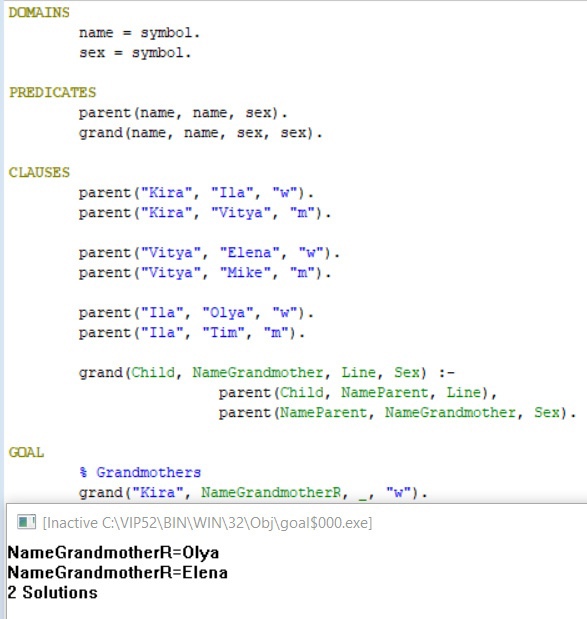 DOMAINS
name = symbol.
sex = symbol.
PREDICATES
parent(name, name, sex).
grand(name, name, sex, sex).
CLAUSES
parent("Kira", "Ila", "w").
parent("Kira", "Vitya", "m").
parent("Vitya", "Elena", "w").
parent("Vitya", "Mike", "m").
parent("Ila", "Olya", "w").
parent("Ila", "Tim", "m").
grand(Child, NameGrandmother, Line, Sex) :-
parent(Child, NameParent, Line),
parent(NameParent, NameGrandmother, Sex).
GOAL
% Grandmothers
grand("Kira", NameGrandmotherR, _, "w").
[Inactive C:\VIP52\BIN\WIN\32\Obj\goal$000.exe]
NameGrandmotherR=Olya
NameGrandmotherR=Elena
2 Solutions